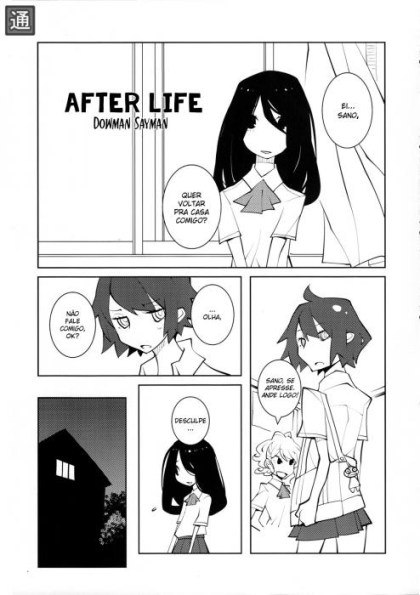 通
AFTER LIFE
DOWMAN SAYMAN
EI...
SANO,
QUER
VOLTAR
PRA CASA
COMIGO?
...
OLHA,
NÃO
FALE
COMIGO,
OK?
SANO, SE
APRESSE.
ANDE LOGO!
DESCULPE
...